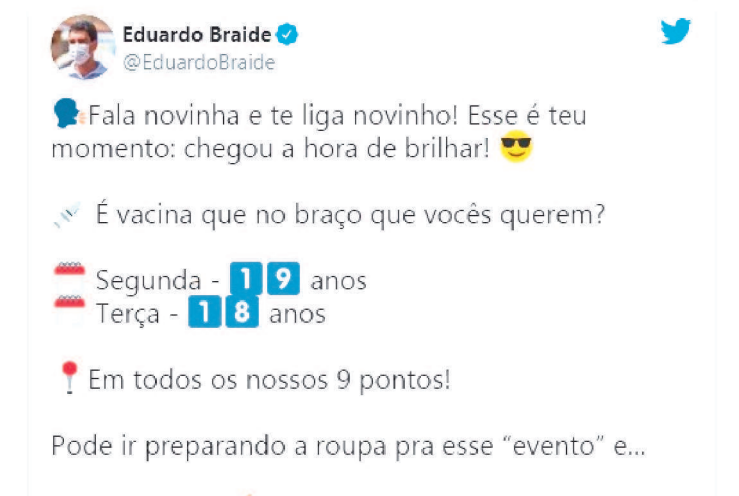 Eduardo Braide
@EduardoBraide
🗣Fala novinha e te liga novinho! Esse é teu
momento: chegou a hora de brilhar! 😎
💉 É vacina que no braço que vocês querem?
Segunda - 19 anos
Terça - 18 anos
📍Em todos os nossos 9 pontos!
Pode ir preparando a roupa pra esse “evento” e...